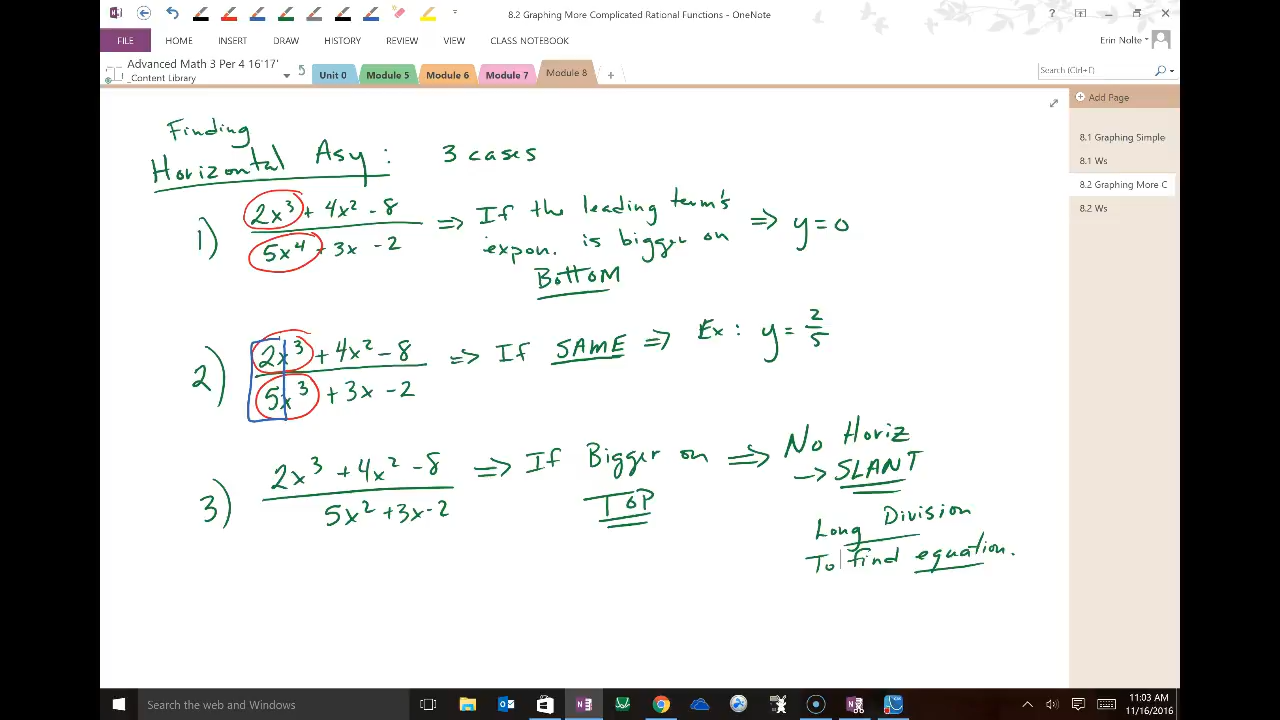 8.2 Graphing More Complicated Rational Functions - OneNote
?
FILE HOME INSERT DRAW HISTORY REVIEW VIEW CLASS NOTEBOOK
Erin Nolte
Advanced Math 3 Per 4 16'17'
_Content Library
Unit 0 Module 5 Module 6 Module 7 Module 8 +
Search (Ctrl+E)
Add Page
8.1 Graphing Simple
8.1 Ws
8.2 Graphing More C
8.2 Ws
Finding
Horizontal Asy : 3 cases
1) 2x³ + 4x² - 8 ⇒ If the leading term's ⇒ y = 0
5x⁴ + 3x - 2 expon. is bigger on
BOTTOM
2) 2x³ + 4x² - 8 ⇒ If SAME ⇒ Ex : y = 2/5
5x³ + 3x - 2
3) 2x³ + 4x² - 8 ⇒ If Bigger on ⇒ No Horiz
5x² + 3x - 2 TOP → SLANT
Long Division
To find equation.
Search the web and Windows
11:03 AM
11/16/2016